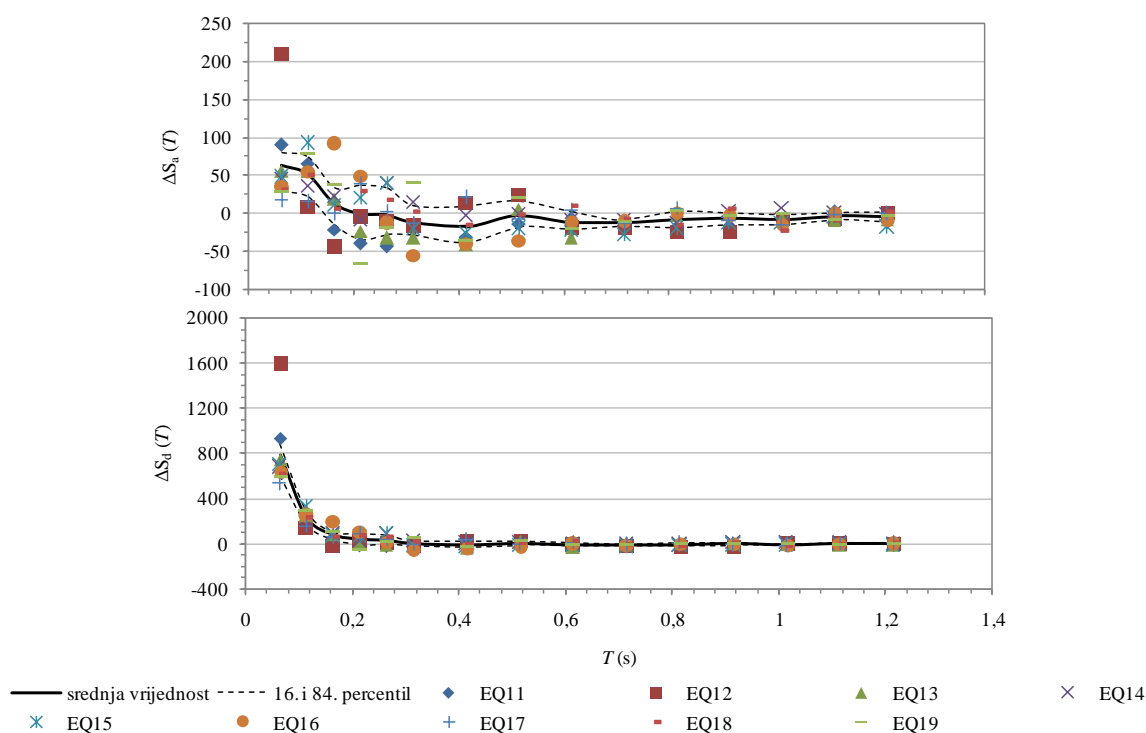 250
200
150
100
50
0
-50
-100
ΔSa (T)
2000
1600
1200
800
400
0
-400
ΔSd (T)
0 0,2 0,4 0,6 0,8 1 1,2 1,4
T (s)
srednja vrijednost 16. i 84. percentil EQ11 EQ12 EQ13 EQ14
EQ15 EQ16 EQ17 EQ18 EQ19